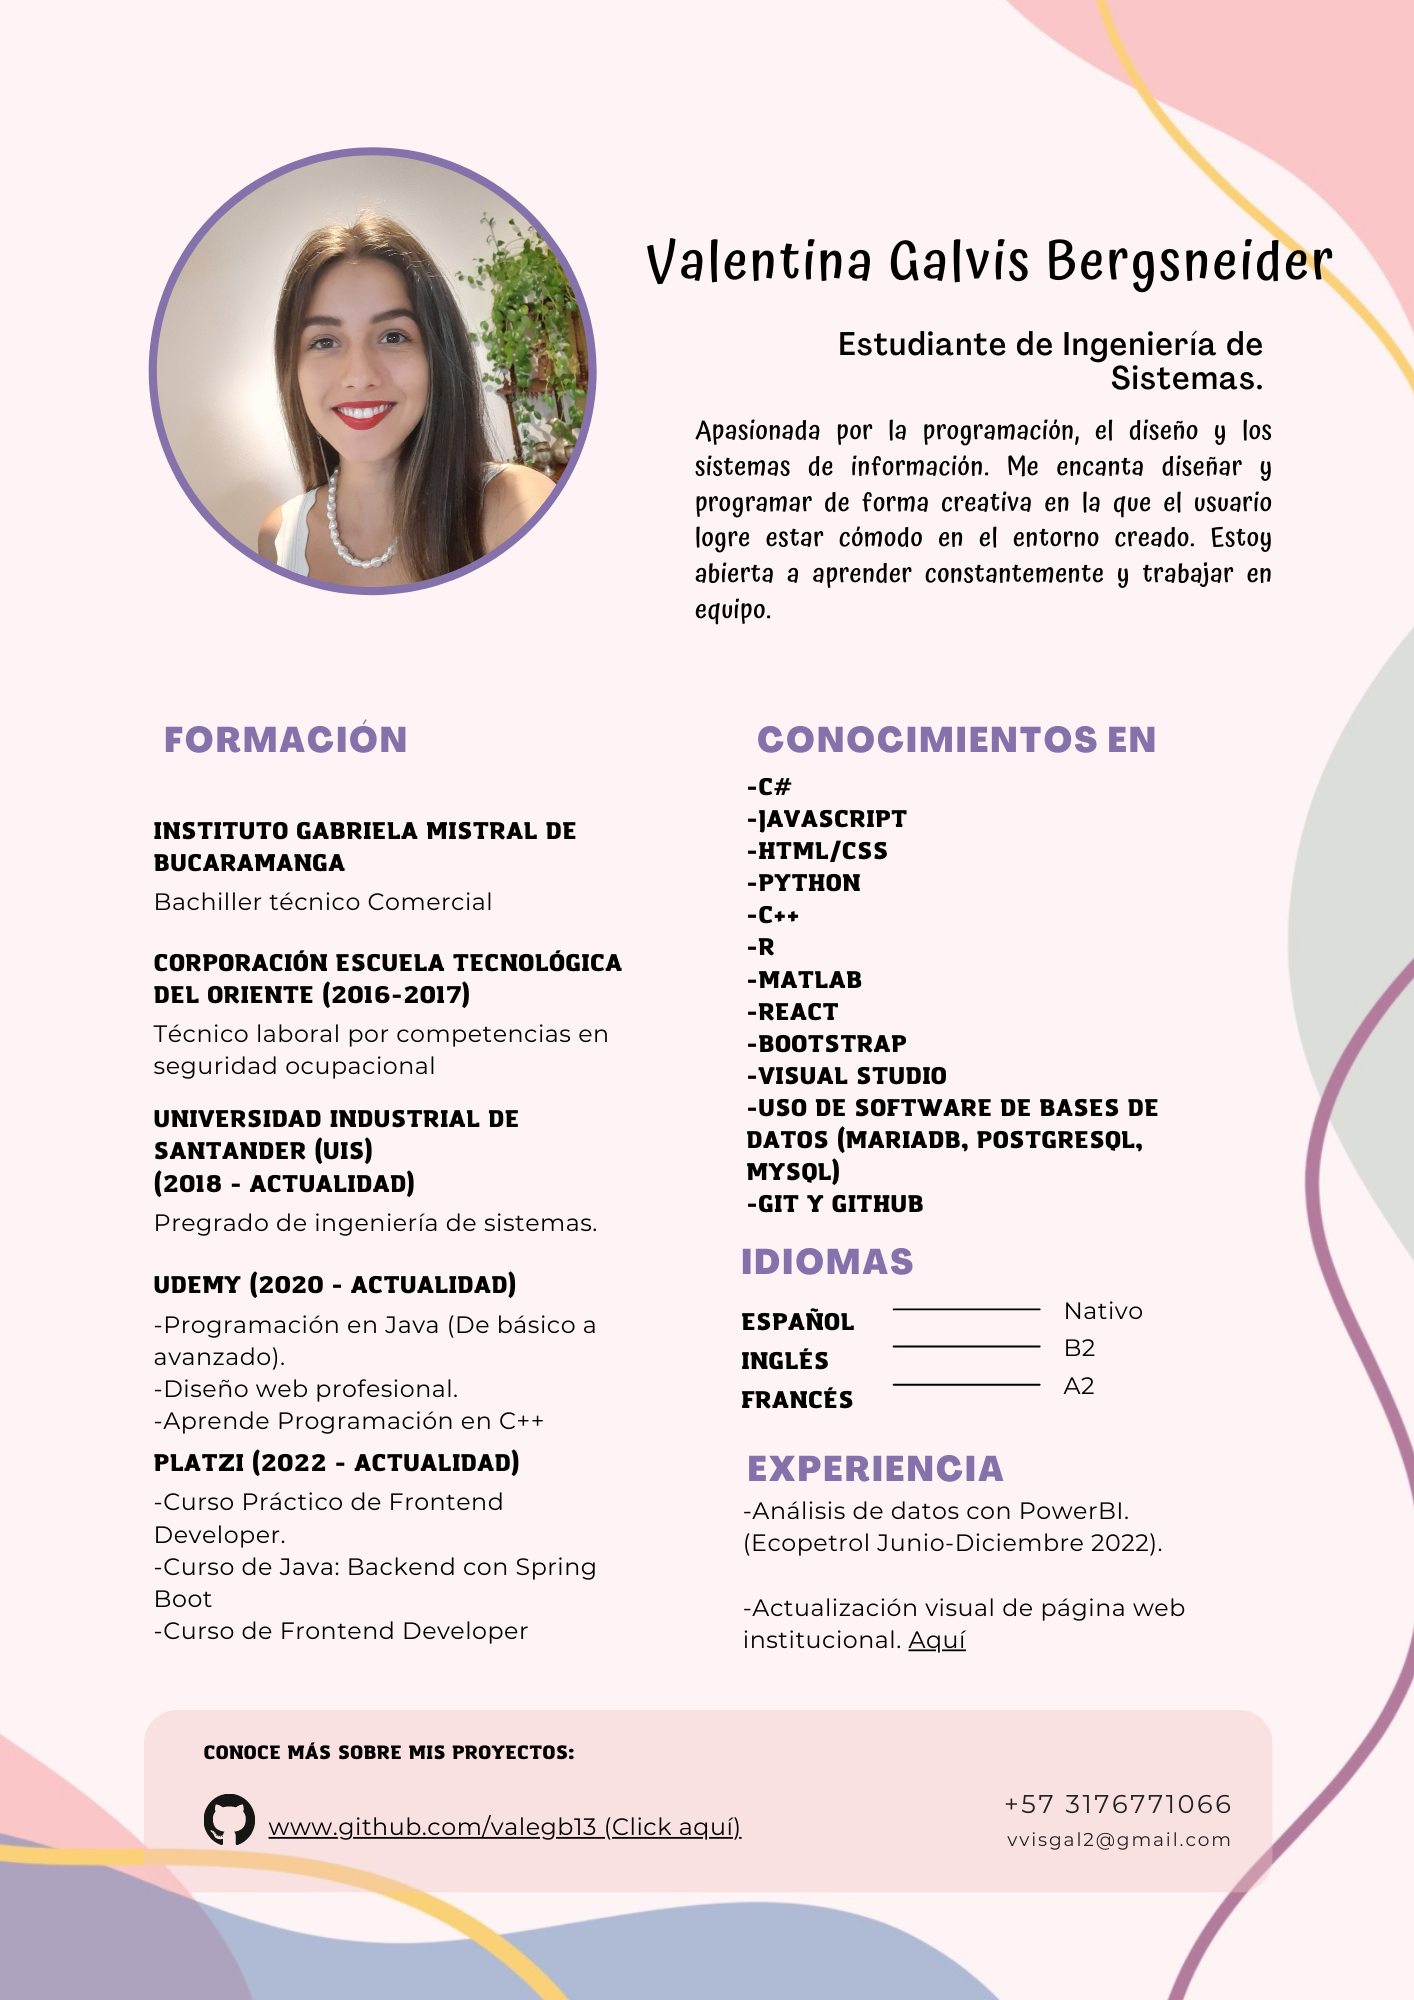 Valentina Galvis Bergsneider
Estudiante de Ingeniería de
Sistemas.
Apasionada por la programación, el diseño y los
sistemas de información. Me encanta diseñar y
programar de forma creativa en la que el usuario
logre estar cómodo en el entorno creado. Estoy
abierta a aprender constantemente y trabajar en
equipo.
FORMACIÓN
INSTITUTO GABRIELA MISTRAL DE
BUCARAMANGA
Bachiller técnico Comercial
CORPORACIÓN ESCUELA TECNOLÓGICA
DEL ORIENTE (2016-2017)
Técnico laboral por competencias en
seguridad ocupacional
UNIVERSIDAD INDUSTRIAL DE
SANTANDER (UIS)
(2018 - ACTUALIDAD)
Pregrado de ingeniería de sistemas.
UDEMY (2020 - ACTUALIDAD)
-Programación en Java (De básico a
avanzado).
-Diseño web profesional.
-Aprende Programación en C++
PLATZI (2022 - ACTUALIDAD)
-Curso Práctico de Frontend
Developer.
-Curso de Java: Backend con Spring
Boot
-Curso de Frontend Developer
CONOCIMIENTOS EN
-C#
-JAVASCRIPT
-HTML/CSS
-PYTHON
-C++
-R
-MATLAB
-REACT
-BOOTSTRAP
-VISUAL STUDIO
-USO DE SOFTWARE DE BASES DE
DATOS (MARIADB, POSTGRESQL,
MYSQL)
-GIT Y GITHUB
IDIOMAS
ESPAÑOL Nativo
INGLÉS B2
FRANCÉS A2
EXPERIENCIA
-Análisis de datos con PowerBI.
(Ecopetrol Junio-Diciembre 2022).
-Actualización visual de página web
institucional. Aquí
CONOCE MÁS SOBRE MIS PROYECTOS:
www.github.com/valegb13 (Click aquí)
+57 3176771066
vvisgal2@gmail.com